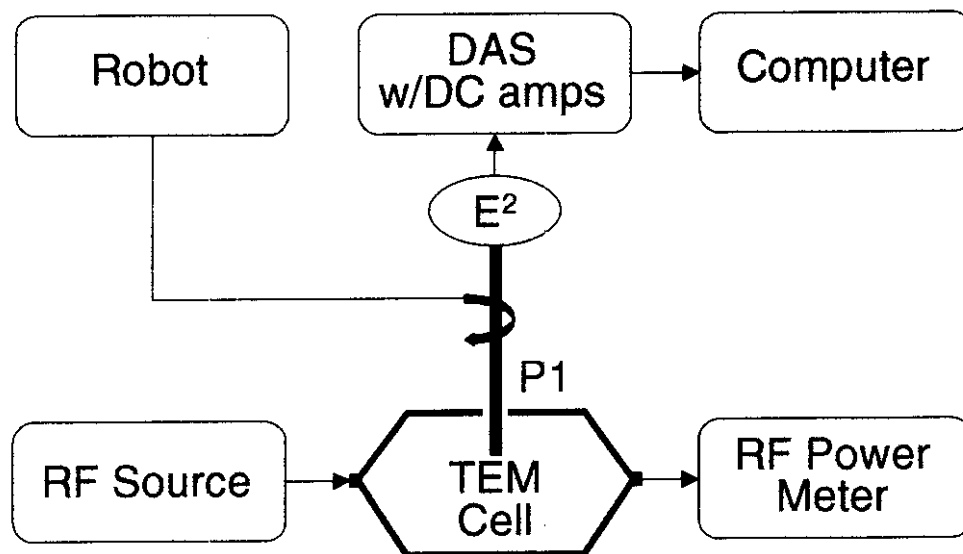 Robot
DAS
w/DC amps
Computer
E²
P1
RF Source
TEM
Cell
RF Power
Meter